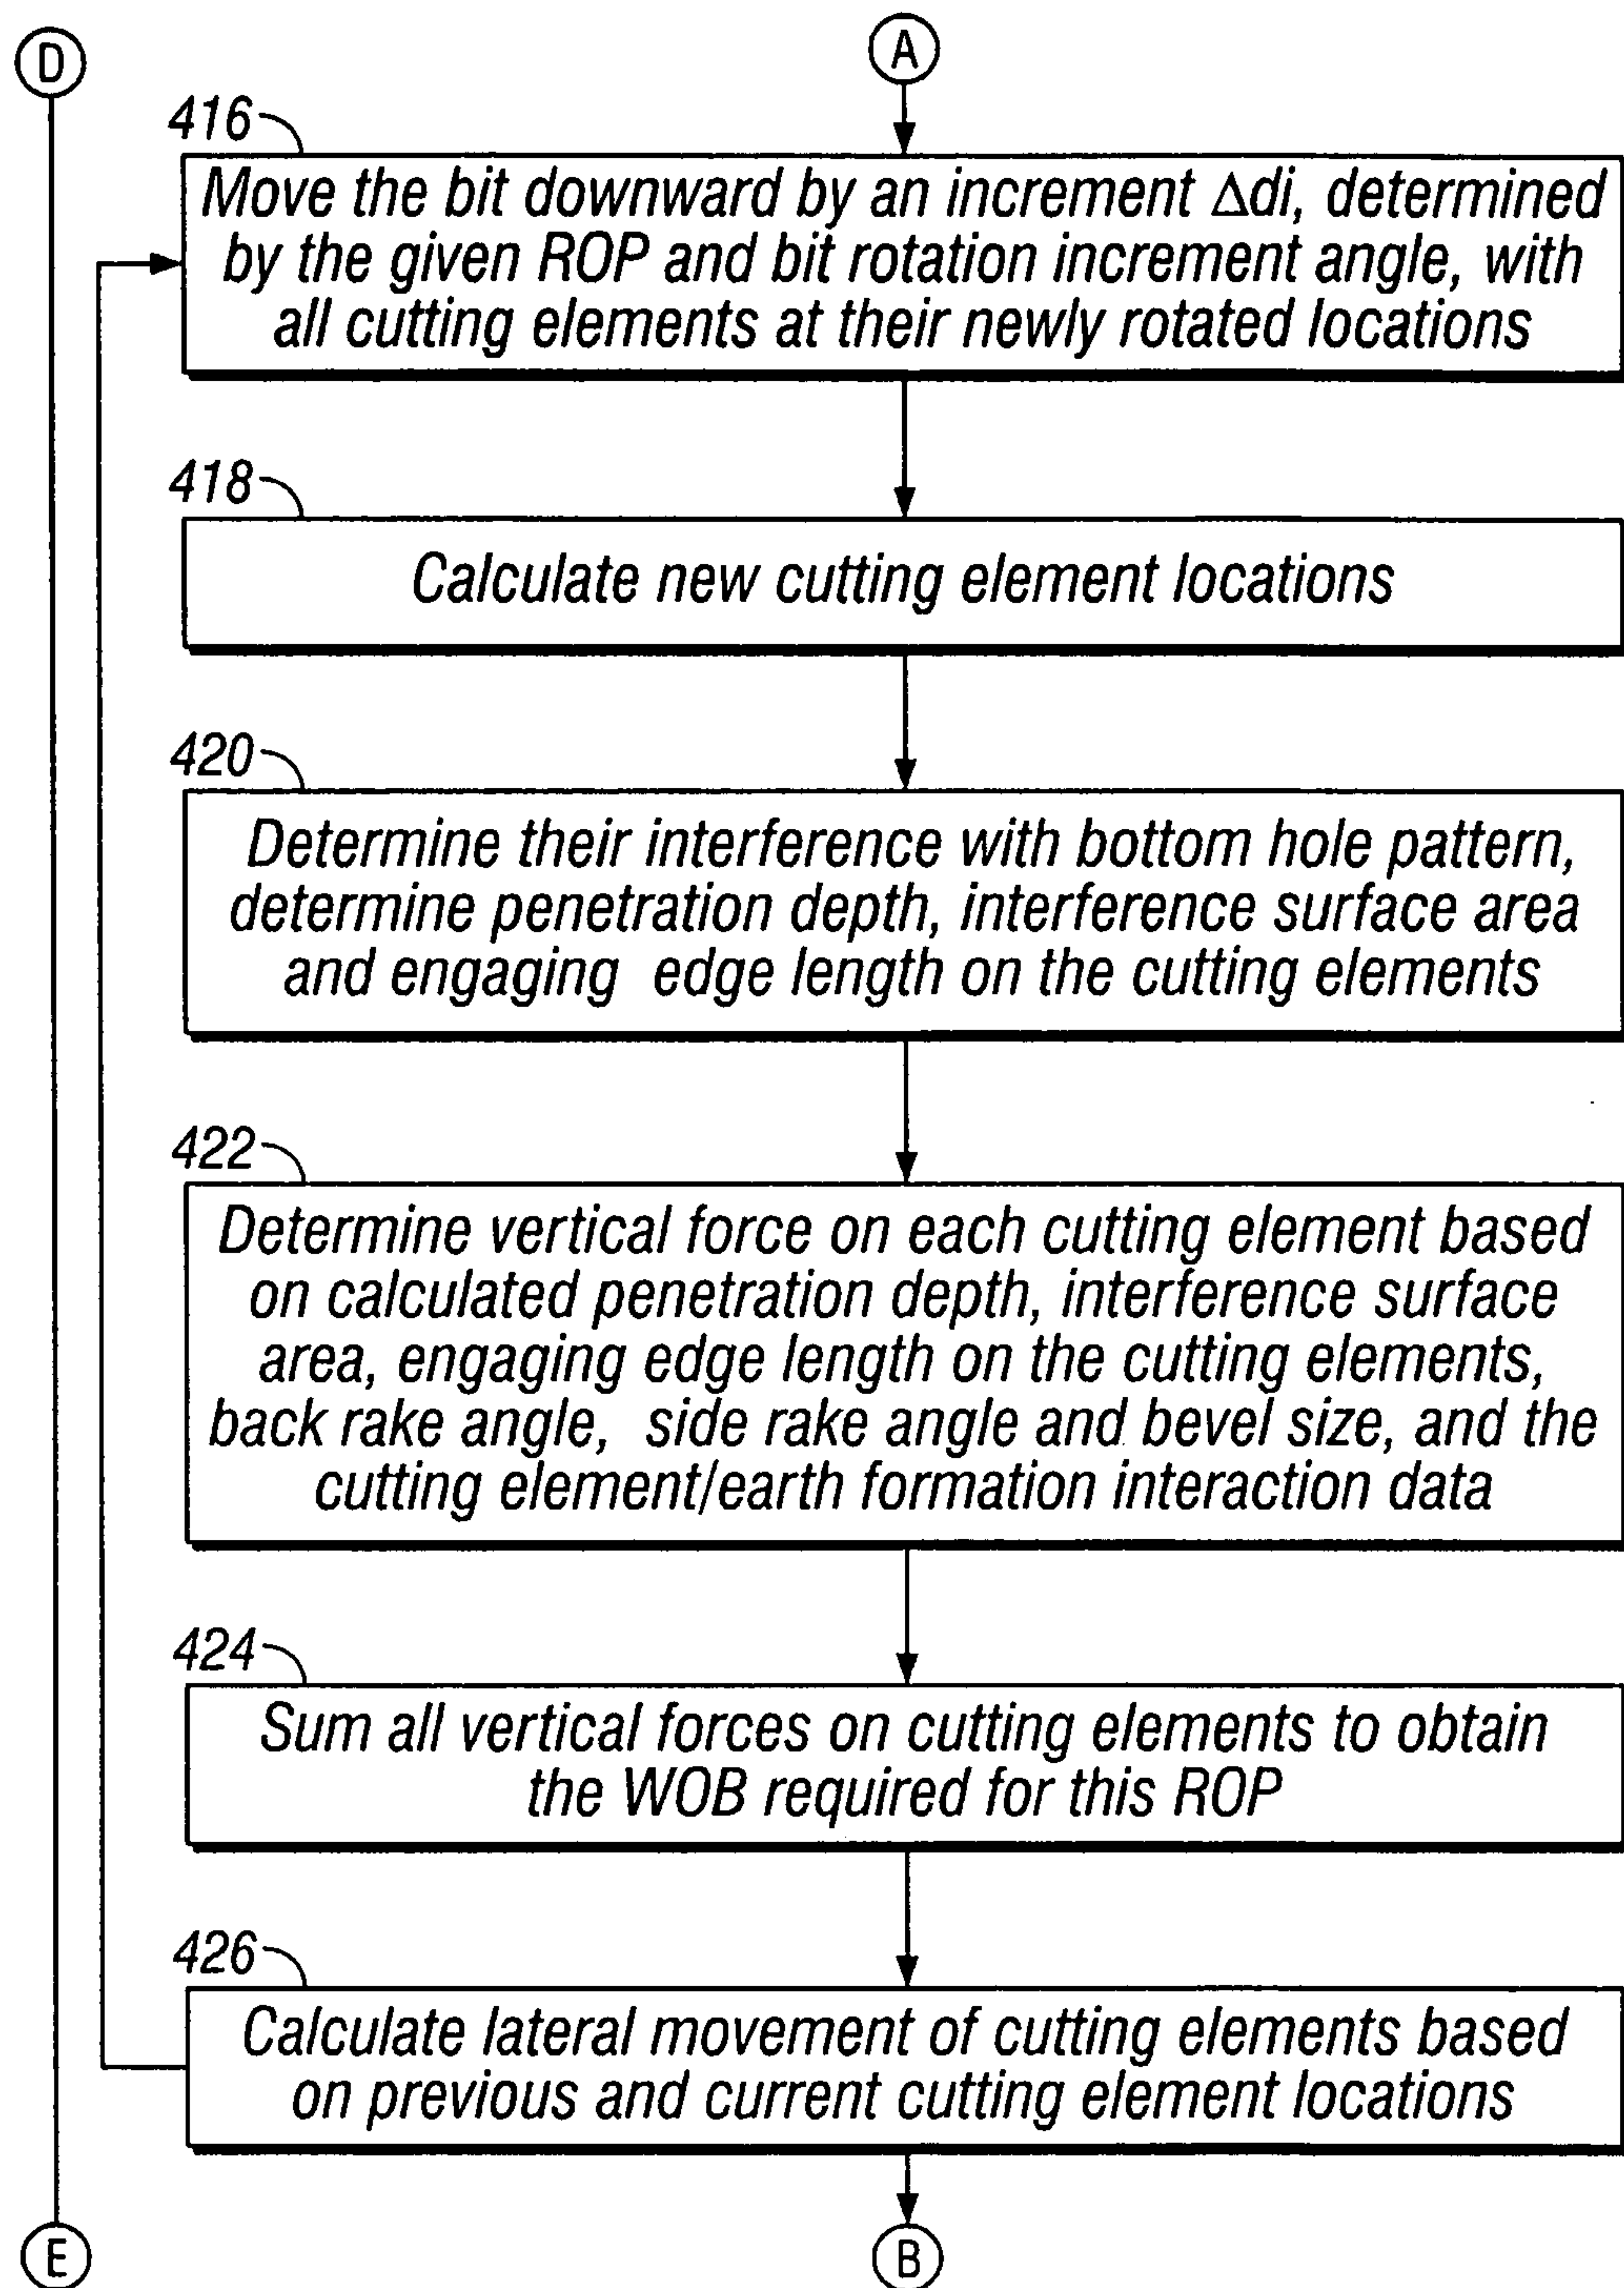 D
A
416
Move the bit downward by an increment Δdi, determined
by the given ROP and bit rotation increment angle, with
all cutting elements at their newly rotated locations
418
Calculate new cutting element locations
420
Determine their interference with bottom hole pattern,
determine penetration depth, interference surface area
and engaging edge length on the cutting elements
422
Determine vertical force on each cutting element based
on calculated penetration depth, interference surface
area, engaging edge length on the cutting elements,
back rake angle, side rake angle and bevel size, and the
cutting element/earth formation interaction data
424
Sum all vertical forces on cutting elements to obtain
the WOB required for this ROP
426
Calculate lateral movement of cutting elements based
on previous and current cutting element locations
E
B